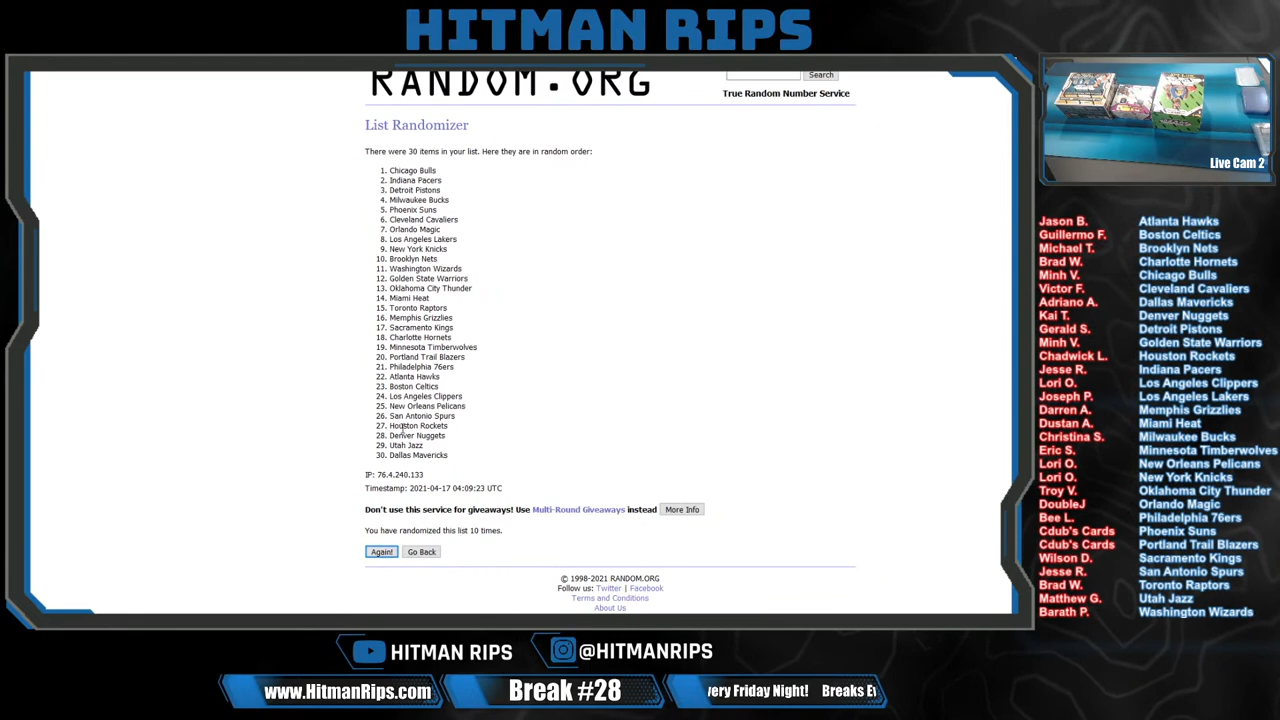 HITMAN RIPS
RANDOM.ORG
Search
True Random Number Service
List Randomizer
There were 30 items in your list. Here they are in random order:
1. Chicago Bulls
2. Indiana Pacers
3. Detroit Pistons
4. Milwaukee Bucks
5. Phoenix Suns
6. Cleveland Cavaliers
7. Orlando Magic
8. Los Angeles Lakers
9. New York Knicks
10. Brooklyn Nets
11. Washington Wizards
12. Golden State Warriors
13. Oklahoma City Thunder
14. Miami Heat
15. Toronto Raptors
16. Memphis Grizzlies
17. Sacramento Kings
18. Charlotte Hornets
19. Minnesota Timberwolves
20. Portland Trail Blazers
21. Philadelphia 76ers
22. Atlanta Hawks
23. Boston Celtics
24. Los Angeles Clippers
25. New Orleans Pelicans
26. San Antonio Spurs
27. Houston Rockets
28. Denver Nuggets
29. Utah Jazz
30. Dallas Mavericks
IP: 76.4.240.133
Timestamp: 2021-04-17 04:09:23 UTC
Don't use this service for giveaways! Use Multi-Round Giveaways instead More Info
You have randomized this list 10 times.
Again! Go Back
© 1998-2021 RANDOM.ORG
Follow us: Twitter | Facebook
Terms and Conditions
About Us
Live Cam 2
Jason B. Atlanta Hawks
Guillermo F. Boston Celtics
Michael T. Brooklyn Nets
Brad W. Charlotte Hornets
Minh V. Chicago Bulls
Victor F. Cleveland Cavaliers
Adriano A. Dallas Mavericks
Kai T. Denver Nuggets
Gerald S. Detroit Pistons
Minh V. Golden State Warriors
Chadwick L. Houston Rockets
Jesse R. Indiana Pacers
Lori O. Los Angeles Clippers
Joseph P. Los Angeles Lakers
Darren A. Memphis Grizzlies
Dustan A. Miami Heat
Christina S. Milwaukee Bucks
Eric S. Minnesota Timberwolves
Lori O. New Orleans Pelicans
Lori O. New York Knicks
Troy V. Oklahoma City Thunder
DoubleJ Orlando Magic
Bee L. Philadelphia 76ers
Cdub's Cards Phoenix Suns
Cdub's Cards Portland Trail Blazers
Wilson D. Sacramento Kings
Jesse R. San Antonio Spurs
Brad W. Toronto Raptors
Matthew G. Utah Jazz
Barath P. Washington Wizards
HITMAN RIPS @HITMANRIPS
www.HitmanRips.com Break #28 very Friday Night! Breaks Ev